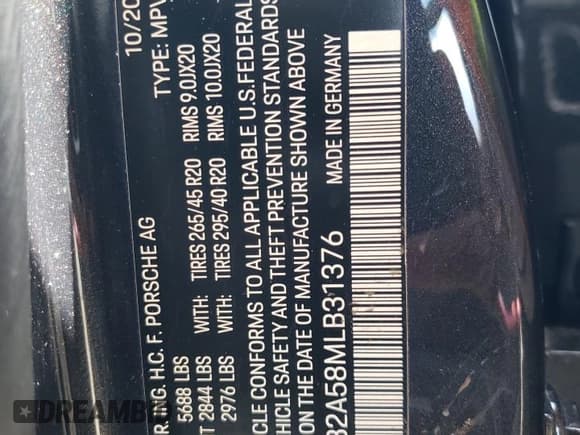 10/20
R.ING. H.C. F. PORSCHE AG TYPE: MPV
5688 LBS WITH: TIRES 265/45 R20 RIMS 9.0JX20
T 2844 LBS WITH: TIRES 295/40 R20 RIMS 10.0JX20
2976 LBS
CLE CONFORMS TO ALL APPLICABLE U.S.FEDERAL
HICLE SAFETY AND THEFT PREVENTION STANDARDS
ON THE DATE OF MANUFACTURE SHOWN ABOVE
MADE IN GERMANY
2A58MLB31376
DREAMBID